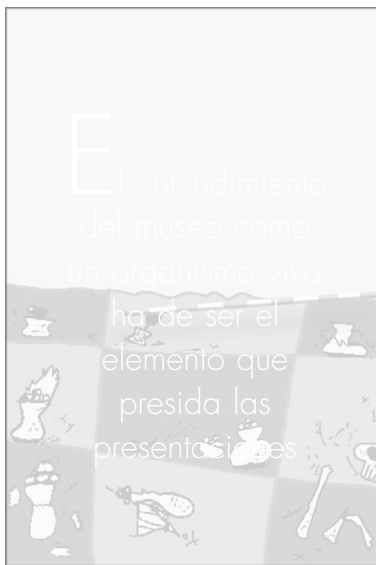 El entendimiento
del museo como
un organismo vivo
ha de ser el
elemento que
presida las
presentaciones